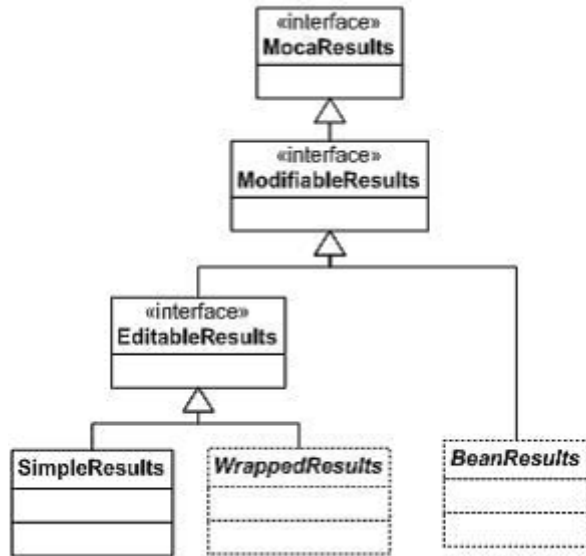 «interface»
MocaResults
«interface»
ModifiableResults
«interface»
EditableResults
SimpleResults
WrappedResults
BeanResults